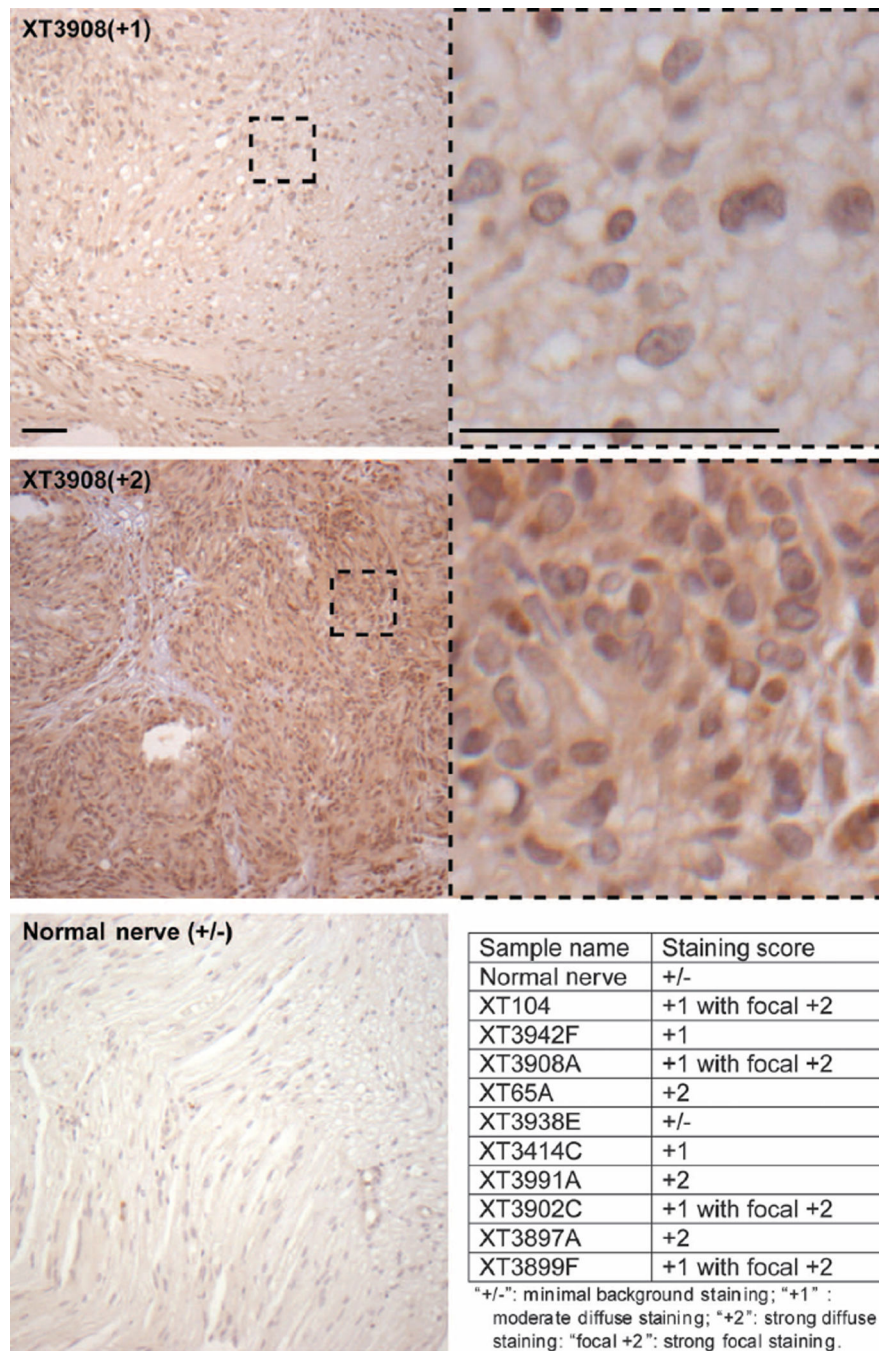 XT3908(+1)
XT3908(+2)
Normal nerve (+/-)
Sample name Staining score
Normal nerve +/-
XT104 +1 with focal +2
XT3942F +1
XT3908A +1 with focal +2
XT65A +2
XT3938E +/-
XT3414C +1
XT3991A +2
XT3902C +1 with focal +2
XT3897A +2
XT3899F +1 with focal +2
"+/-": minimal background staining; "+1" :
moderate diffuse staining; "+2": strong diffuse
staining: "focal +2": strong focal staining.